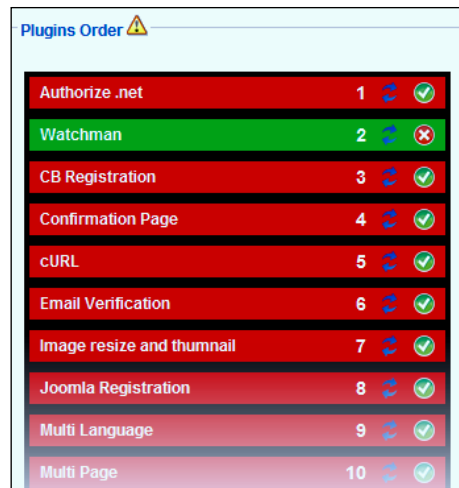 Plugins Order
Authorize .net 1
Watchman 2
CB Registration 3
Confirmation Page 4
cURL 5
Email Verification 6
Image resize and thumnail 7
Joomla Registration 8
Multi Language 9
Multi Page 10